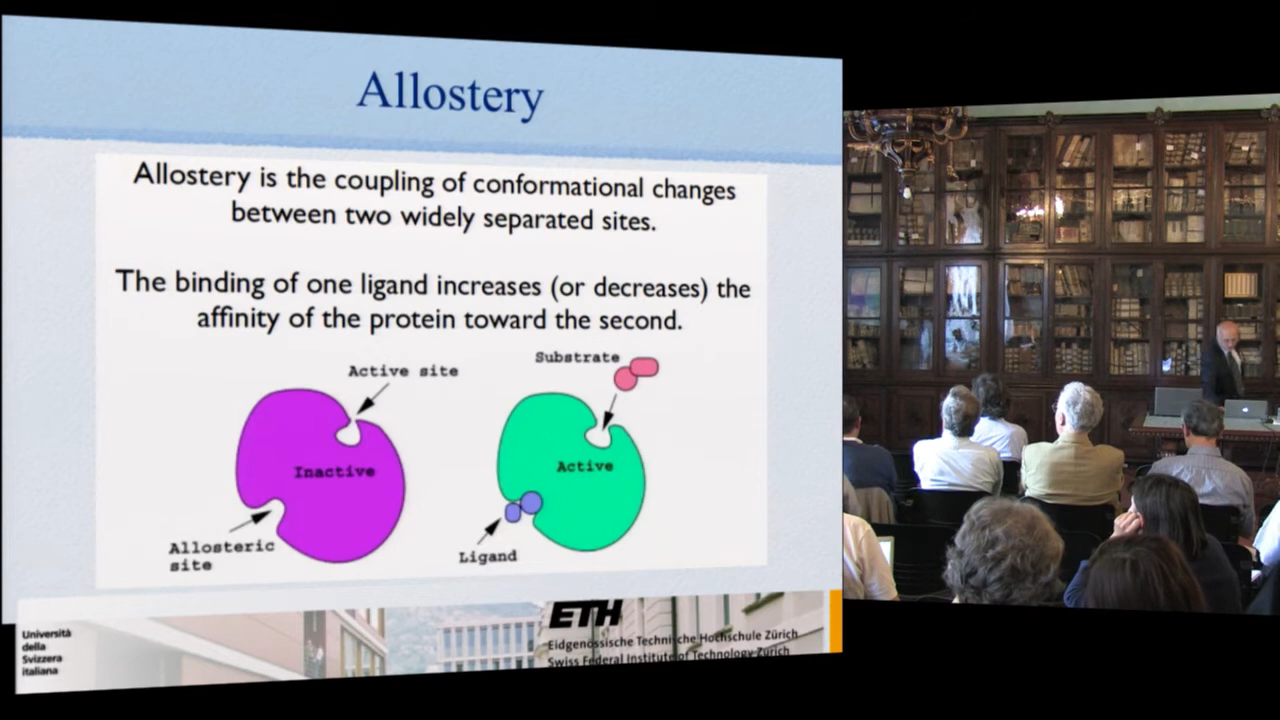 Allostery
Allostery is the coupling of conformational changes
between two widely separated sites.
The binding of one ligand increases (or decreases) the
affinity of the protein toward the second.
Substrate
Active site
Inactive
Active
Allosteric
site
Ligand
Università
della
Svizzera
italiana
ETH
Eidgenössische Technische Hochschule Zürich
Swiss Federal Institute of Technology Zurich